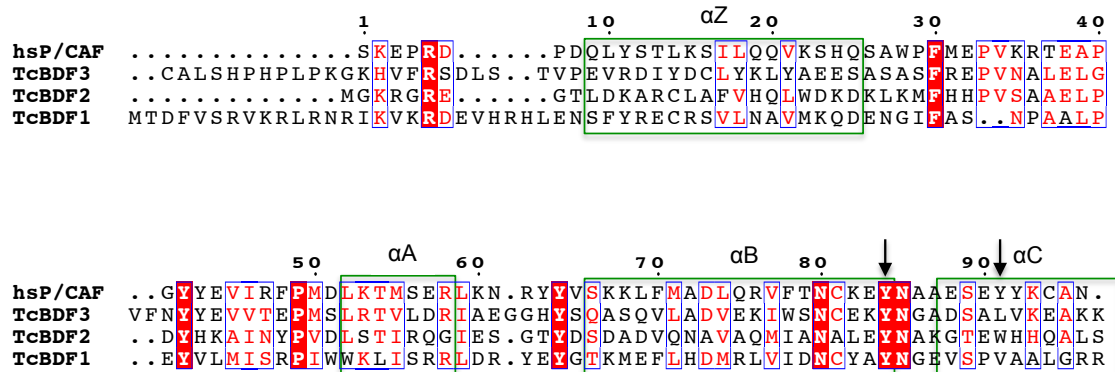 αZ
1 10 20 30 40
hsP/CAF ..............SKEPRD......PDQLYSTLKSILQQVKSHQSAWPFMEPVKRTEAP
TcBDF3 ..CALSHPHPLPKGKHVFRSDLS..TVPEVRDIYDCLYKLYAEESASASFREPVNALELG
TcBDF2 .............MGKRGRE......GTLDKARCLAFVHQLWDKDKLKMFHHPVSAAELP
TcBDF1 MTDFVSRVKRLRNRIKVKRDEVHRHLENSFYRECRSVLNAVMKQDENGIFAS..NPAALP
αA αB αC
50 60 70 80 90
hsP/CAF ..GYYEVIRFPMDLKTMSERLKN.RYYVSKKLFMADLQRVFTNCKEYNAAESEYYKCAN.
TcBDF3 VFNYYEVVTEPMSLRTVLDRIAEGGHYSQASQVLADVEKIWSNCEKYNGADSALVKEAKK
TcBDF2 ..DYHKAINYPVDLSTIRQGIES.GTYDSDADVQNAVAQMIANALEYNAKGTEWHHQALS
TcBDF1 ..EYVLMISRPIWWKLISRRLDR.YEYGTKMEFLHDMRLVIDNCYAYNGEVSPVAALGRR